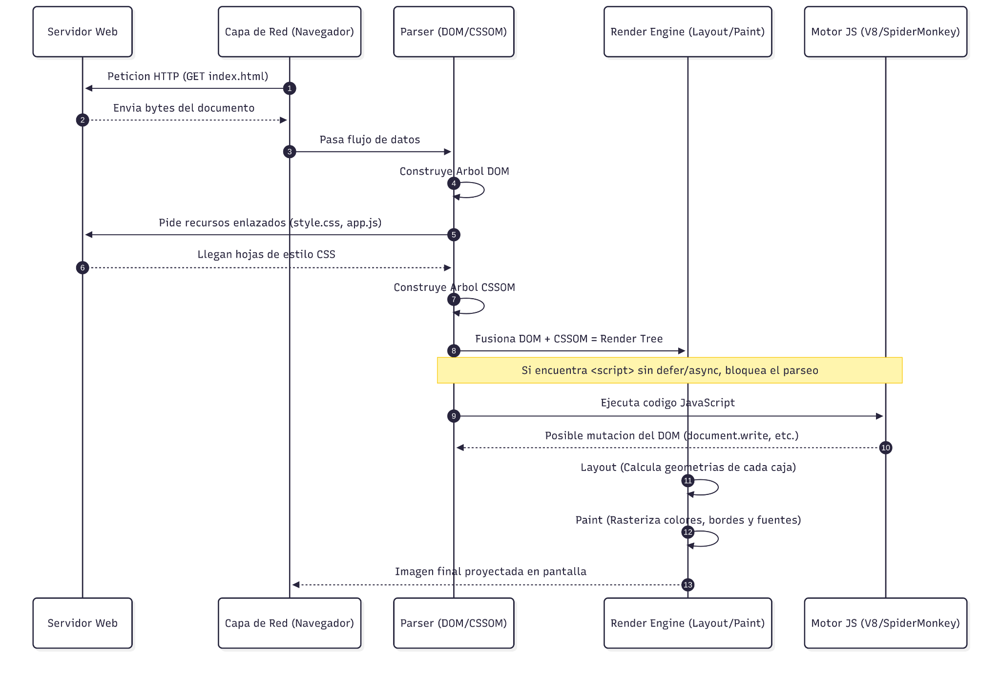 Servidor Web
Capa de Red (Navegador)
Parser (DOM/CSSOM)
Render Engine (Layout/Paint)
Motor JS (V8/SpiderMonkey)
Peticion HTTP (GET index.html)
1
Envia bytes del documento
2
Pasa flujo de datos
3
Construye Arbol DOM
4
Pide recursos enlazados (style.css, app.js)
5
Llegan hojas de estilo CSS
6
Construye Arbol CSSOM
7
Fusiona DOM + CSSOM = Render Tree
8
Si encuentra <script> sin defer/async, bloquea el parseo
Ejecuta codigo JavaScript
9
Posible mutacion del DOM (document.write, etc.)
10
Layout (Calcula geometrias de cada caja)
11
Paint (Rasteriza colores, bordes y fuentes)
12
Imagen final proyectada en pantalla
13
Servidor Web
Capa de Red (Navegador)
Parser (DOM/CSSOM)
Render Engine (Layout/Paint)
Motor JS (V8/SpiderMonkey)